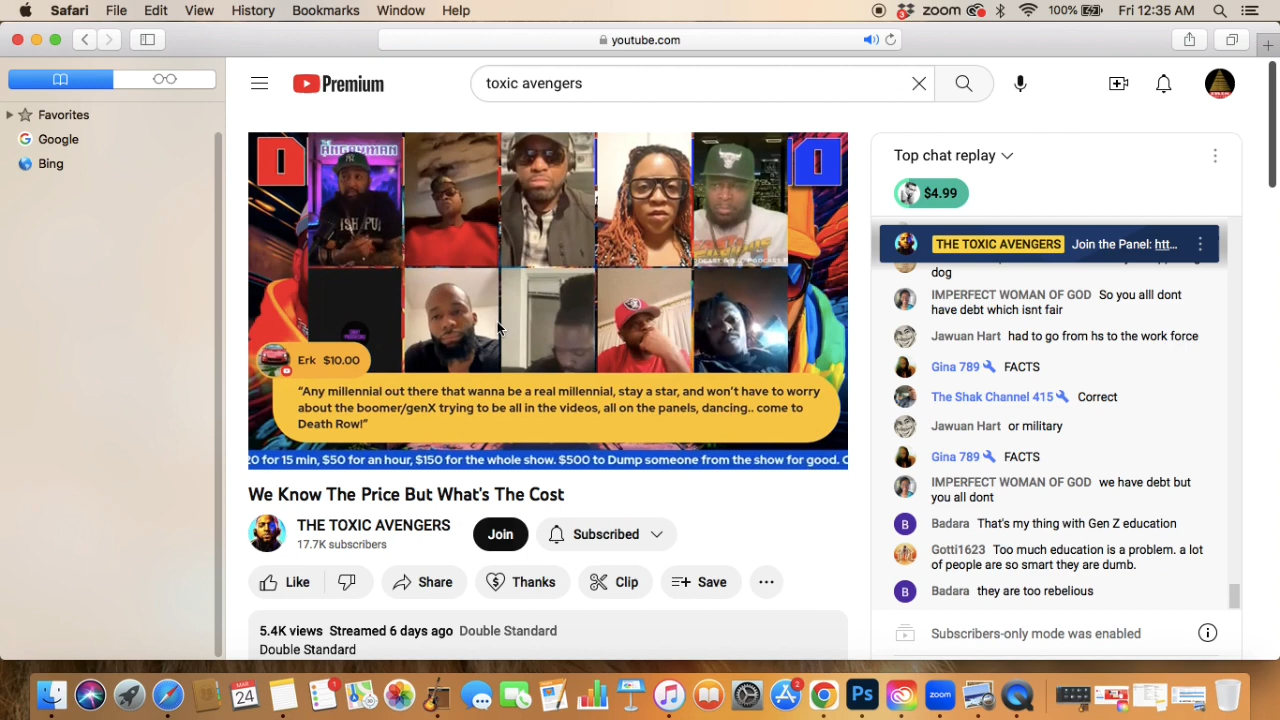 Safari File Edit View History Bookmarks Window Help
zoom 100% Fri 12:35 AM
youtube.com
Favorites
Google
Bing
Premium
toxic avengers
ANGRYMAN
D
Erk $10.00
“Any millennial out there that wanna be a real millennial, stay a star, and won’t have to worry
about the boomer/genX trying to be all in the videos, all on the panels, dancing.. come to
Death Row!”
20 for 15 min, $50 for an hour, $150 for the whole show. $500 to Dump someone from the show for good.
We Know The Price But What's The Cost
THE TOXIC AVENGERS
17.7K subscribers
Join
Subscribed
Like
Share
Thanks
Clip
Save
5.4K views Streamed 6 days ago Double Standard
Double Standard
Top chat replay
$4.99
THE TOXIC AVENGERS Join the Panel: htt...
dog
IMPERFECT WOMAN OF GOD So you alll dont
have debt which isnt fair
Jawuan Hart had to go from hs to the work force
Gina 789 FACTS
The Shak Channel 415 Correct
Jawuan Hart or military
Gina 789 FACTS
IMPERFECT WOMAN OF GOD we have debt but
you all dont
B Badara That's my thing with Gen Z education
Gotti1623 Too much education is a problem. a lot
of people are so smart they are dumb.
B Badara they are too rebelious
Subscribers-only mode was enabled
MAR
24
1
2
Ps
zoom